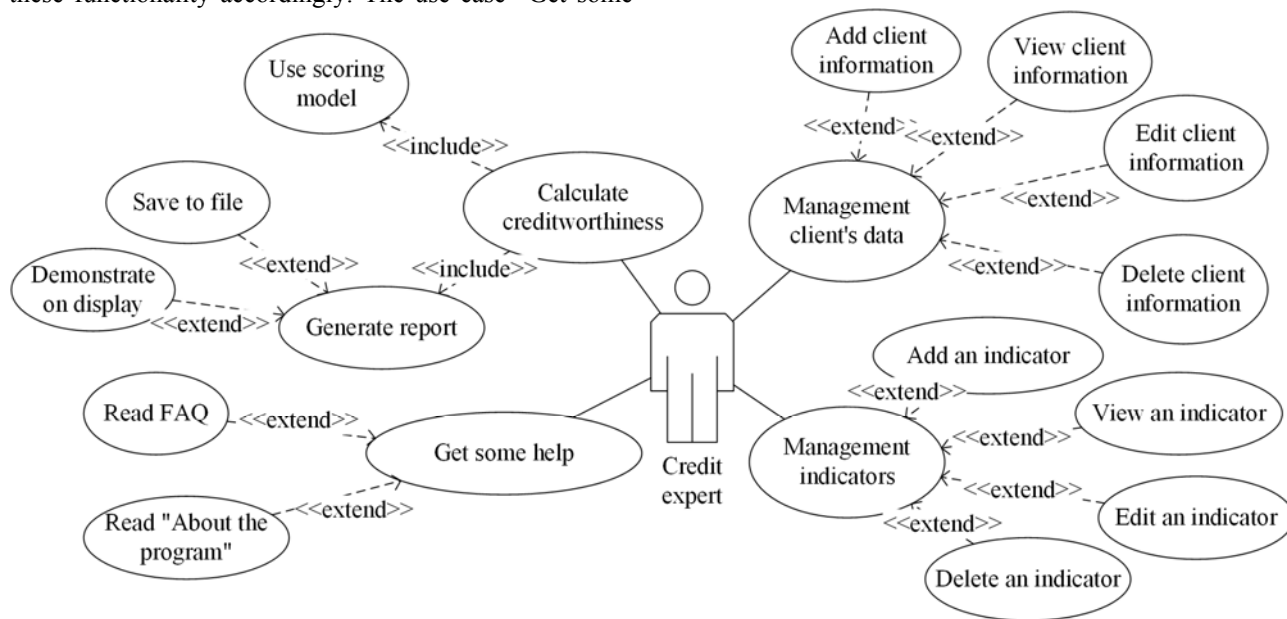 these functionality accordingly. The use case "Get some
Use scoring
model
<<include>>
Calculate
creditworthiness
Save to file
<<extend>>
<<include>>
Demonstrate
on display
<<extend>>
Generate report
Read FAQ
<<extend>>
Get some help
Read "About the
program"
<<extend>>
Credit
expert
Add client
information
<<extend>>
View client
information
<<extend>>
Edit client
information
<<extend>>
Management
client's data
<<extend>>
Delete client
information
Add an indicator
<<extend>>
View an indicator
<<extend>>
Management
indicators
<<extend>>
Edit an indicator
<<extend>>
Delete an indicator